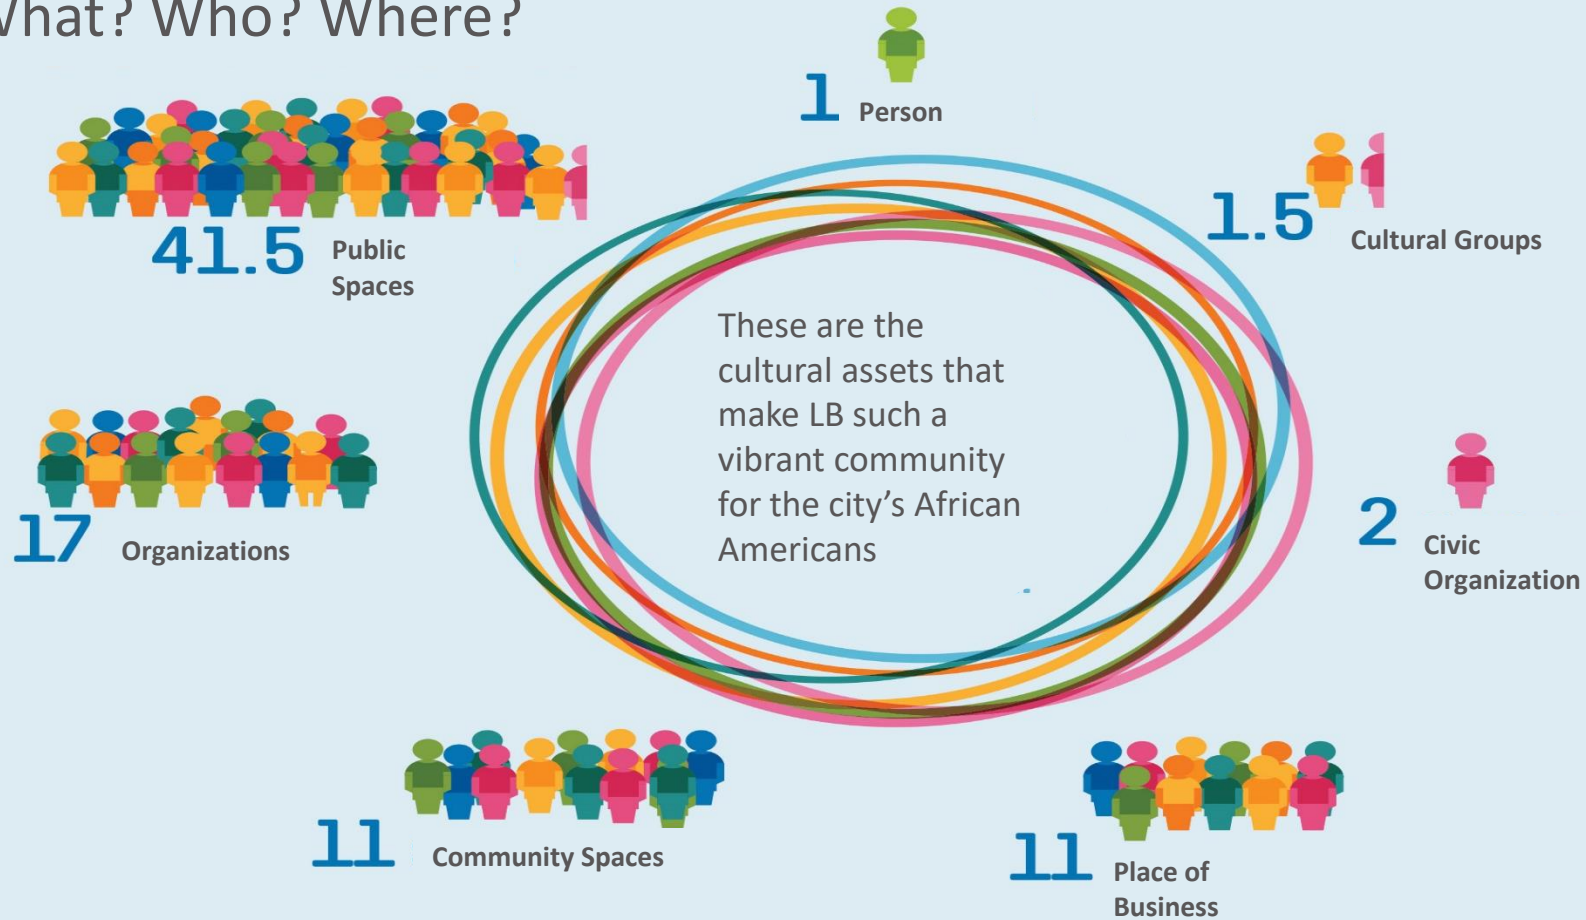 What? Who? Where?
1 Person
41.5 Public
Spaces
1.5 Cultural Groups
These are the
cultural assets that
make LB such a
vibrant community
for the city’s African
Americans
17 Organizations
2 Civic
Organization
11 Community Spaces
11 Place of
Business